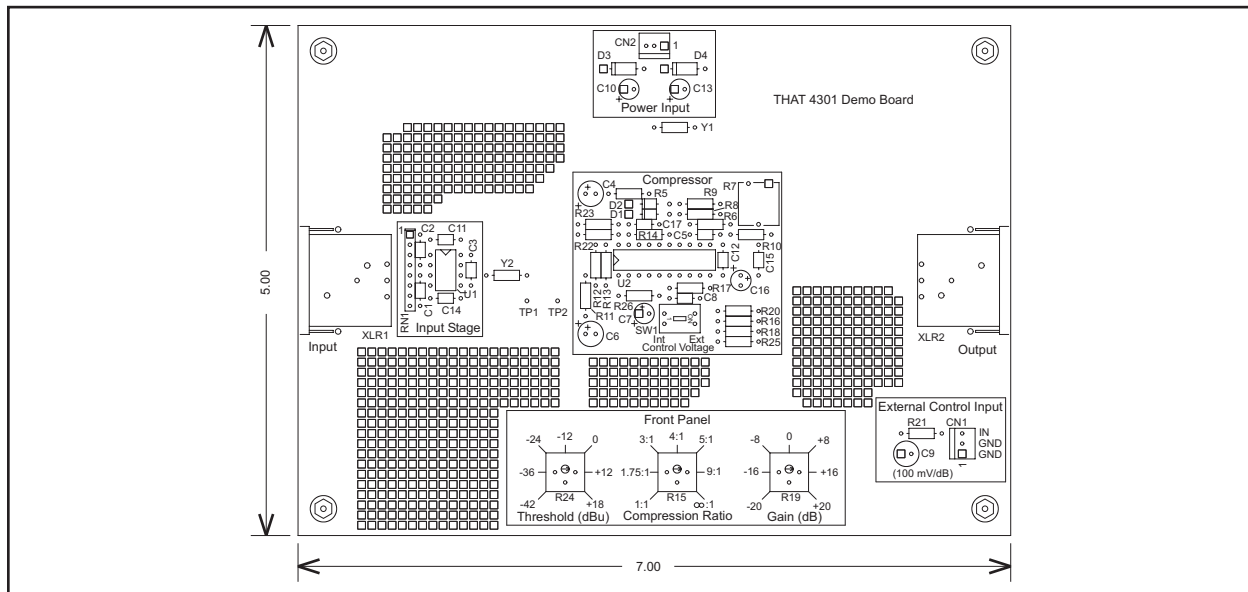 CN2
1
D3
D4
C10
C13
+
+
Power Input
THAT 4301 Demo Board
Y1
Compressor
C4
R5
R9
R7
D2
R8
D1
R6
R23
C17
R14
C5
R10
R22
C12
C15
U2
R17
C16
C8
R12
R13
R26
R11
C7
SW1
C6
Int
Ext
Control Voltage
R20
R16
R18
R25
1
C2
C11
C3
U1
RN1
C1
C14
Input Stage
Y2
TP1
TP2
XLR1
Input
XLR2
Output
5.00
7.00
Front Panel
-24
-12
0
-36
+12
-42
+18
R24
Threshold (dBu)
3:1
4:1
5:1
1.75:1
9:1
1:1
∞:1
R15
Compression Ratio
-8
0
+8
-16
+16
-20
+20
R19
Gain (dB)
External Control Input
R21
CN1
IN
GND
GND
C9
1
(100 mV/dB)